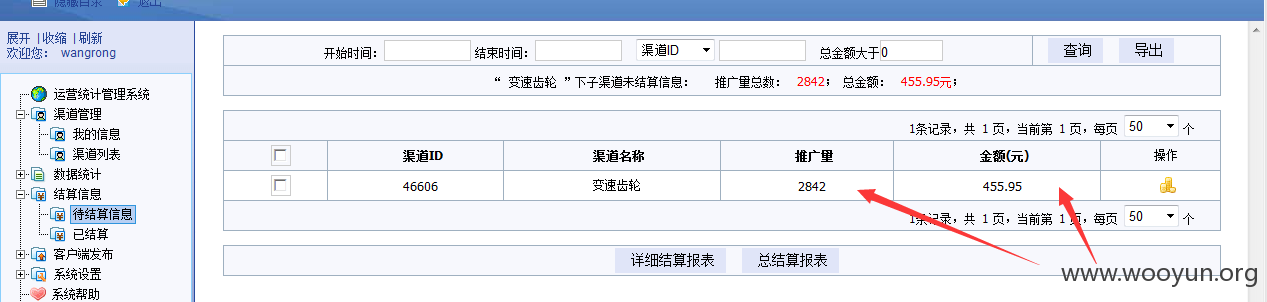 隐藏目录 退出
展开 |收缩 |刷新
欢迎您： wangrong
运营统计管理系统
渠道管理
我的信息
渠道列表
数据统计
结算信息
待结算信息
已结算
客户端发布
系统设置
系统帮助
开始时间： 结束时间： 渠道ID 总金额大于0 查询 导出
“ 变速齿轮 ”下子渠道未结算信息： 推广量总数： 2842； 总金额： 455.95元；
1条记录，共 1 页，当前第 1 页，每页 50 个
渠道ID 渠道名称 推广量 金额(元) 操作
46606 变速齿轮 2842 455.95
1条记录，共 1 页，当前第 1 页，每页 50 个
详细结算报表 总结算报表
www.wooyun.org